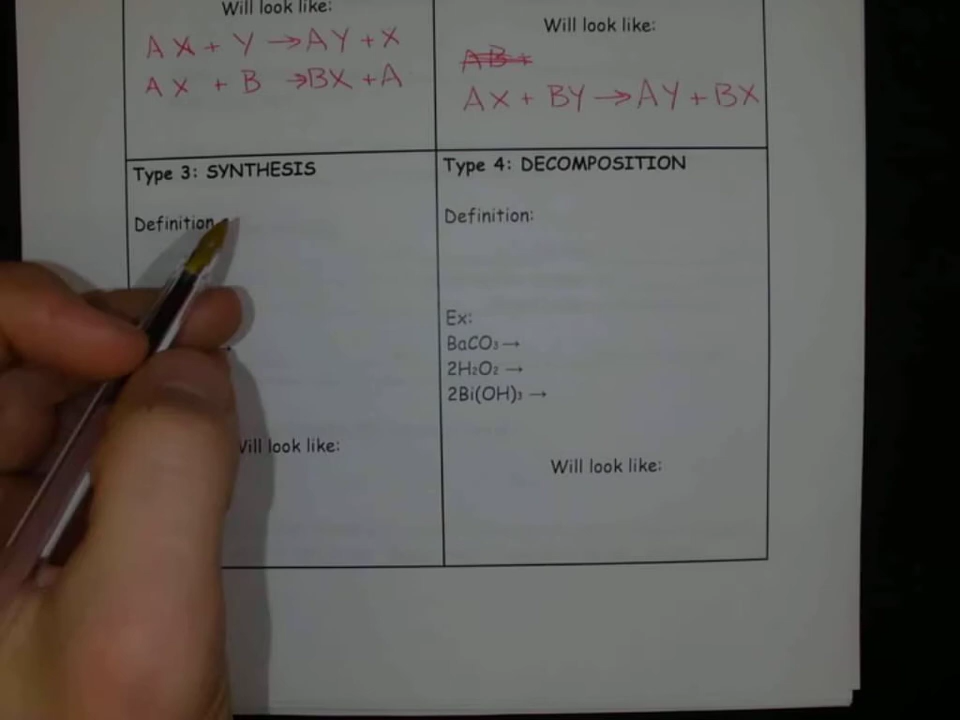 Will look like:
AX + Y → AY + X
AX + B → BX + A
Will look like:
AB +
AX + BY → AY + BX
Type 3: SYNTHESIS
Definition
Will look like:
Type 4: DECOMPOSITION
Definition:
Ex:
BaCO₃ →
2H₂O₂ →
2Bi(OH)₃ →
Will look like: